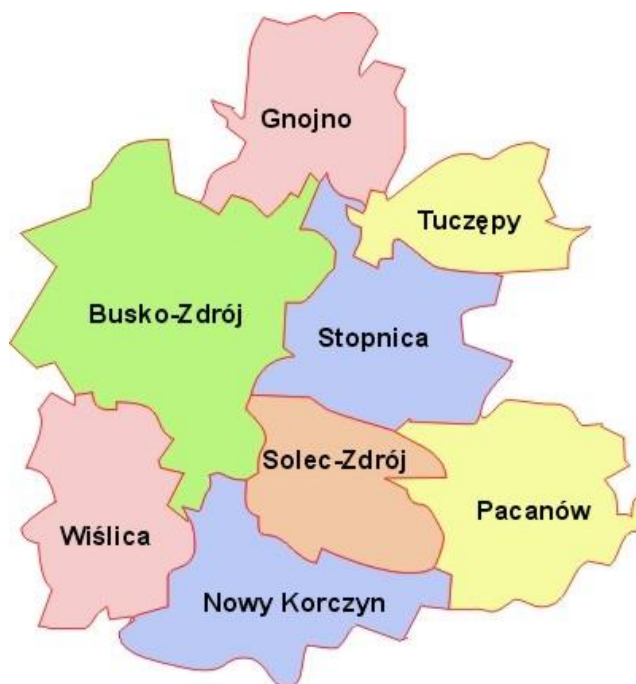 Gnojno
Tuczępy
Busko-Zdrój
Stopnica
Solec-Zdrój
Pacanów
Wiślica
Nowy Korczyn